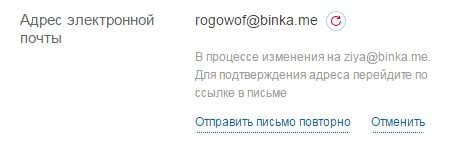 Адрес электронной почты
rogowof@binka.me
В процессе изменения на ziya@binka.me.
Для подтверждения адреса перейдите по
ссылке в письме
Отправить письмо повторно Отменить